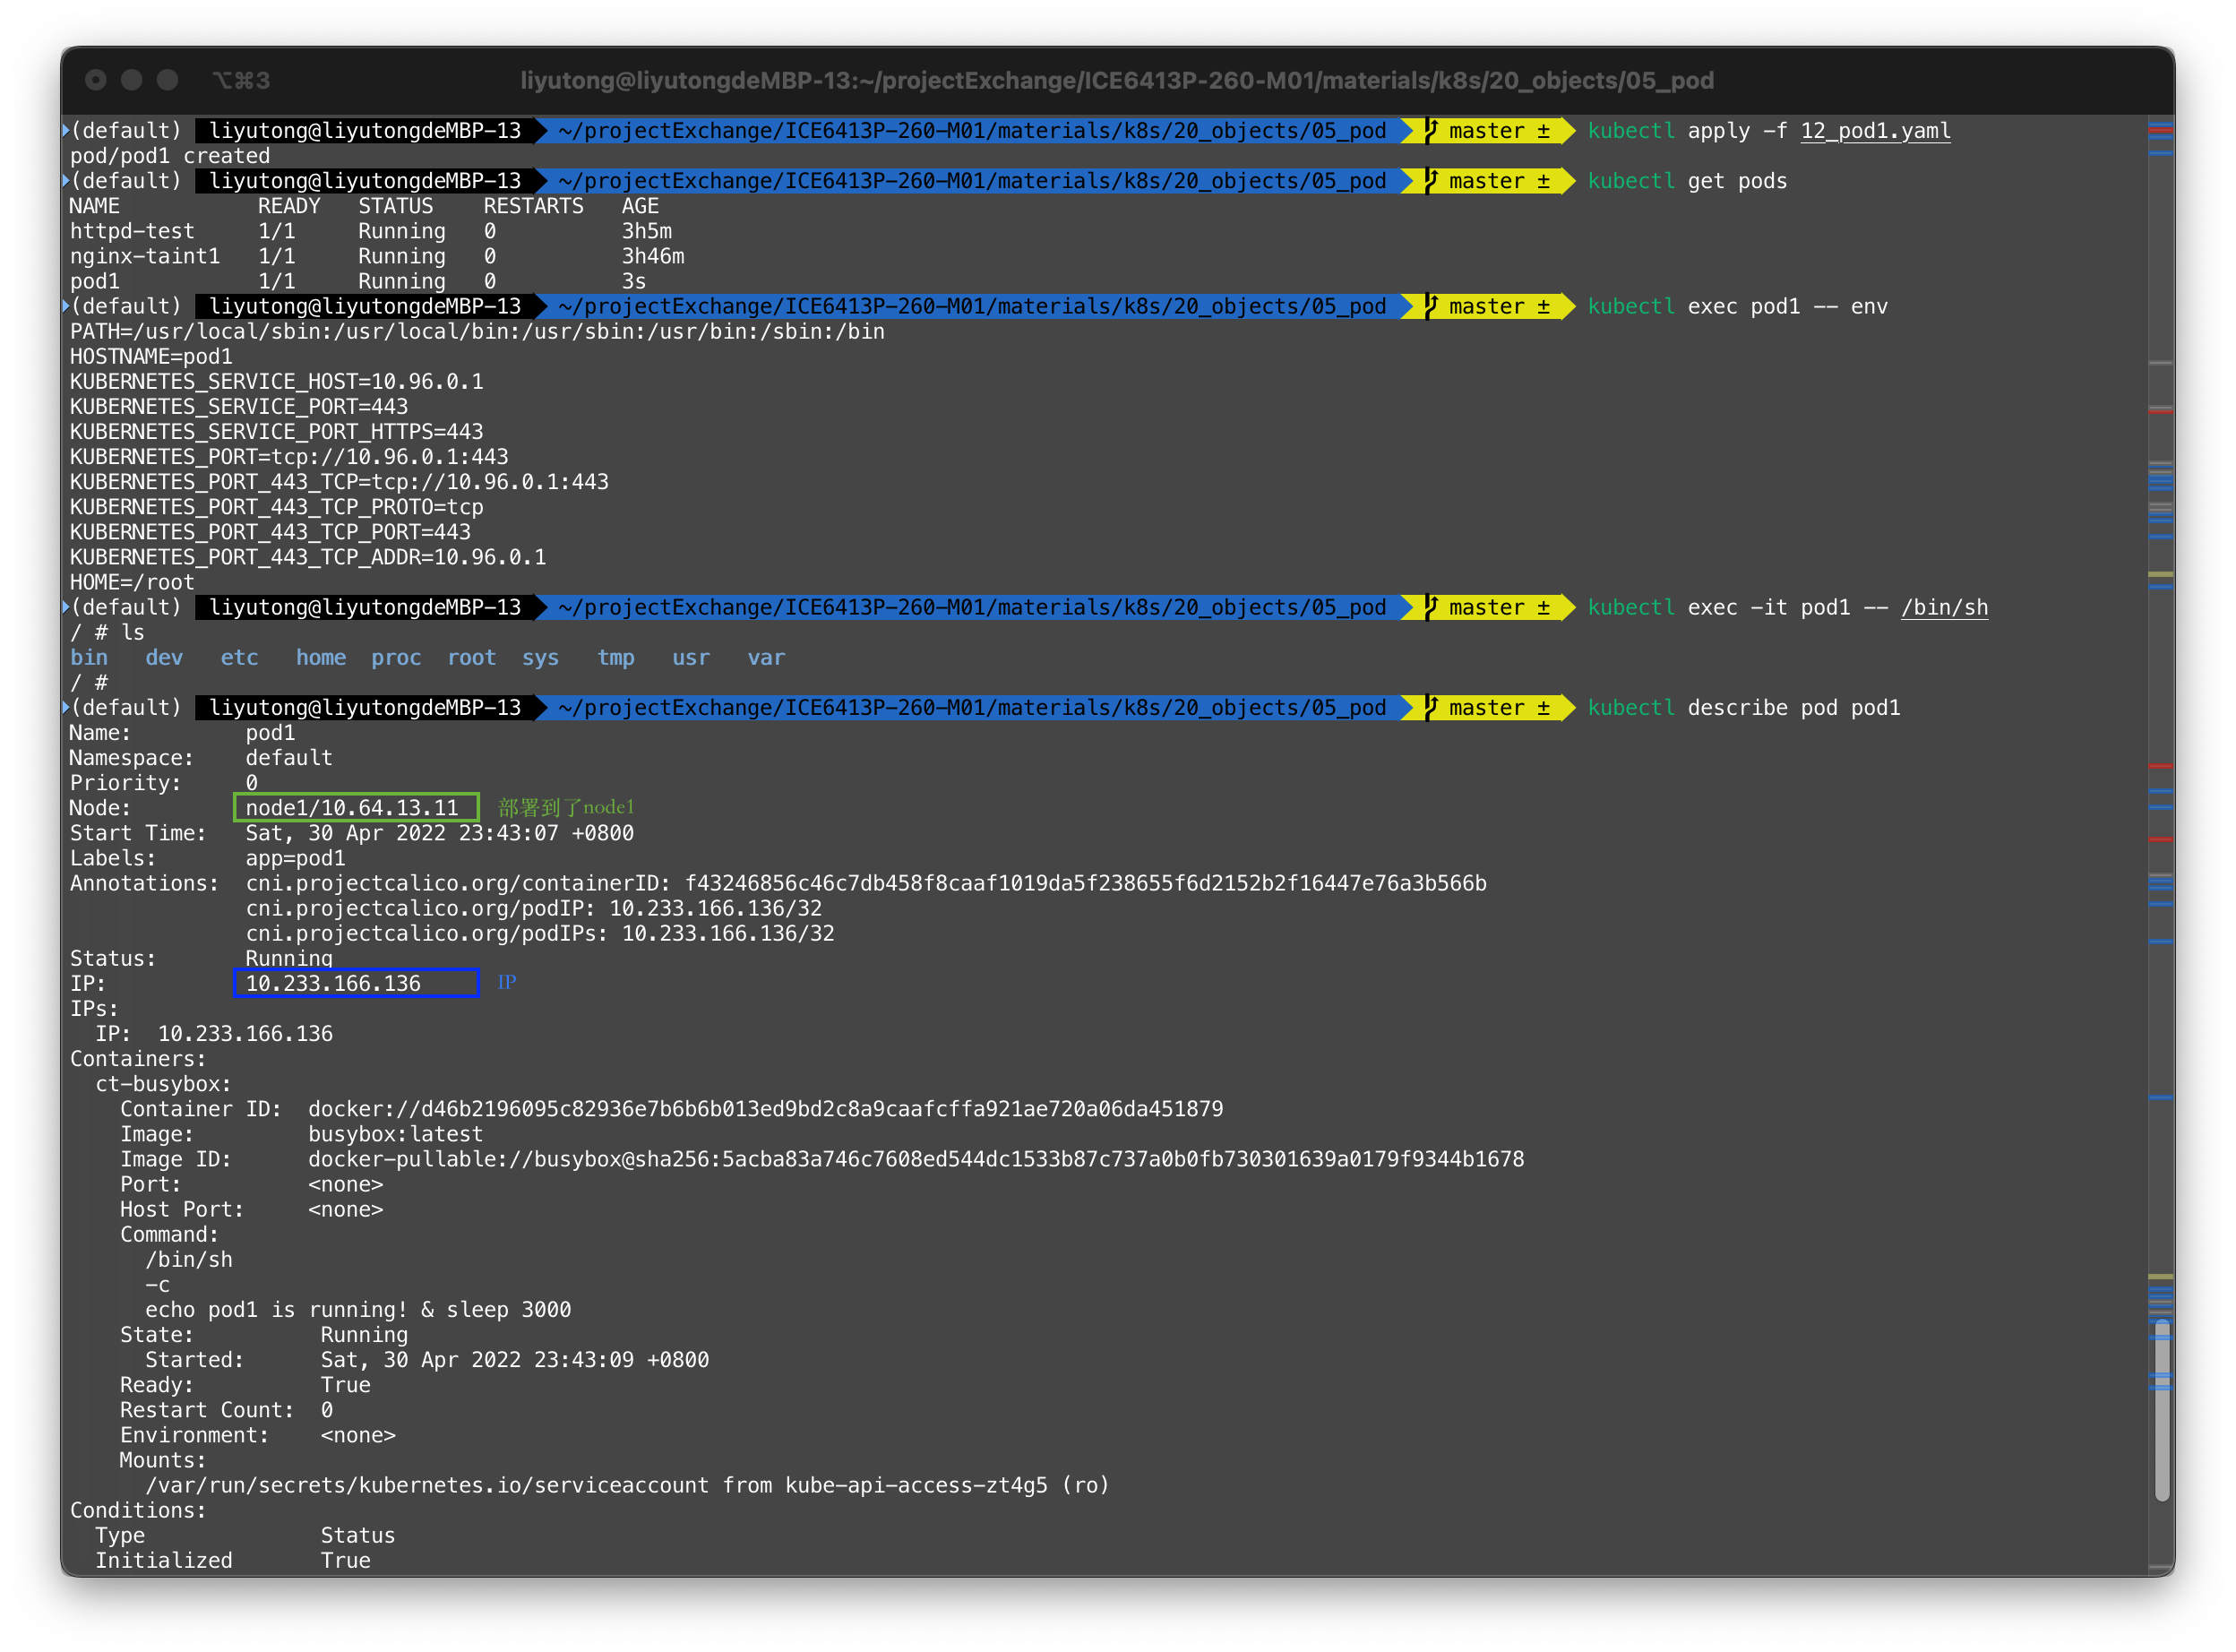 ⌥⌘3 liyutong@liyutongdeMBP-13:~/projectExchange/ICE6413P-260-M01/materials/k8s/20_objects/05_pod
(default) liyutong@liyutongdeMBP-13 ~/projectExchange/ICE6413P-260-M01/materials/k8s/20_objects/05_pod master ± kubectl apply -f 12_pod1.yaml
pod/pod1 created
(default) liyutong@liyutongdeMBP-13 ~/projectExchange/ICE6413P-260-M01/materials/k8s/20_objects/05_pod master ± kubectl get pods
NAME READY STATUS RESTARTS AGE
httpd-test 1/1 Running 0 3h5m
nginx-taint1 1/1 Running 0 3h46m
pod1 1/1 Running 0 3s
(default) liyutong@liyutongdeMBP-13 ~/projectExchange/ICE6413P-260-M01/materials/k8s/20_objects/05_pod master ± kubectl exec pod1 -- env
PATH=/usr/local/sbin:/usr/local/bin:/usr/sbin:/usr/bin:/sbin:/bin
HOSTNAME=pod1
KUBERNETES_SERVICE_HOST=10.96.0.1
KUBERNETES_SERVICE_PORT=443
KUBERNETES_SERVICE_PORT_HTTPS=443
KUBERNETES_PORT=tcp://10.96.0.1:443
KUBERNETES_PORT_443_TCP=tcp://10.96.0.1:443
KUBERNETES_PORT_443_TCP_PROTO=tcp
KUBERNETES_PORT_443_TCP_PORT=443
KUBERNETES_PORT_443_TCP_ADDR=10.96.0.1
HOME=/root
(default) liyutong@liyutongdeMBP-13 ~/projectExchange/ICE6413P-260-M01/materials/k8s/20_objects/05_pod master ± kubectl exec -it pod1 -- /bin/sh
/ # ls
bin dev etc home proc root sys tmp usr var
/ #
(default) liyutong@liyutongdeMBP-13 ~/projectExchange/ICE6413P-260-M01/materials/k8s/20_objects/05_pod master ± kubectl describe pod pod1
Name: pod1
Namespace: default
Priority: 0
Node: node1/10.64.13.11 部署到了node1
Start Time: Sat, 30 Apr 2022 23:43:07 +0800
Labels: app=pod1
Annotations: cni.projectcalico.org/containerID: f43246856c46c7db458f8caaf1019da5f238655f6d2152b2f16447e76a3b566b
cni.projectcalico.org/podIP: 10.233.166.136/32
cni.projectcalico.org/podIPs: 10.233.166.136/32
Status: Running
IP: 10.233.166.136 IP
IPs:
IP: 10.233.166.136
Containers:
ct-busybox:
Container ID: docker://d46b2196095c82936e7b6b6b013ed9bd2c8a9caafcffa921ae720a06da451879
Image: busybox:latest
Image ID: docker-pullable://busybox@sha256:5acba83a746c7608ed544dc1533b87c737a0b0fb730301639a0179f9344b1678
Port: <none>
Host Port: <none>
Command:
/bin/sh
-c
echo pod1 is running! & sleep 3000
State: Running
Started: Sat, 30 Apr 2022 23:43:09 +0800
Ready: True
Restart Count: 0
Environment: <none>
Mounts:
/var/run/secrets/kubernetes.io/serviceaccount from kube-api-access-zt4g5 (ro)
Conditions:
Type Status
Initialized True